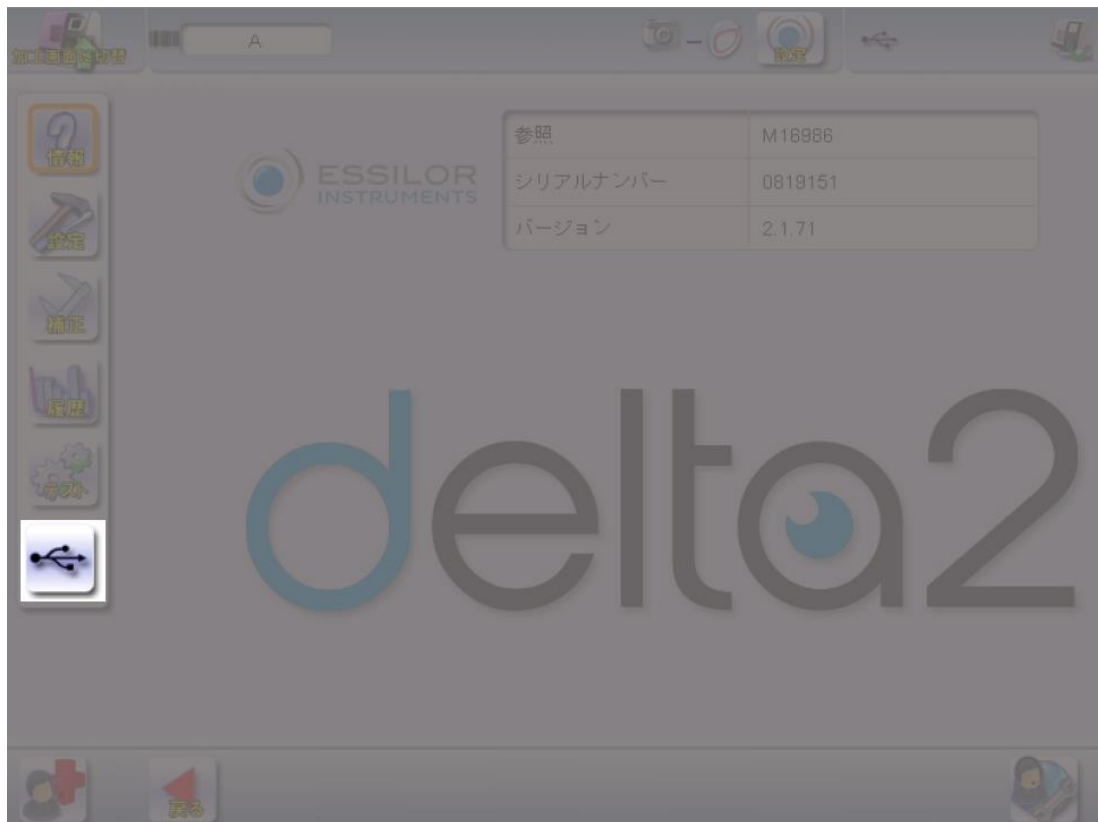 加工画面に切替
A
設定
情報
設定
補正
履歴
テスト
ESSILOR
INSTRUMENTS
参照 M16986
シリアルナンバー 0819151
バージョン 2.1.71
delta2
戻る